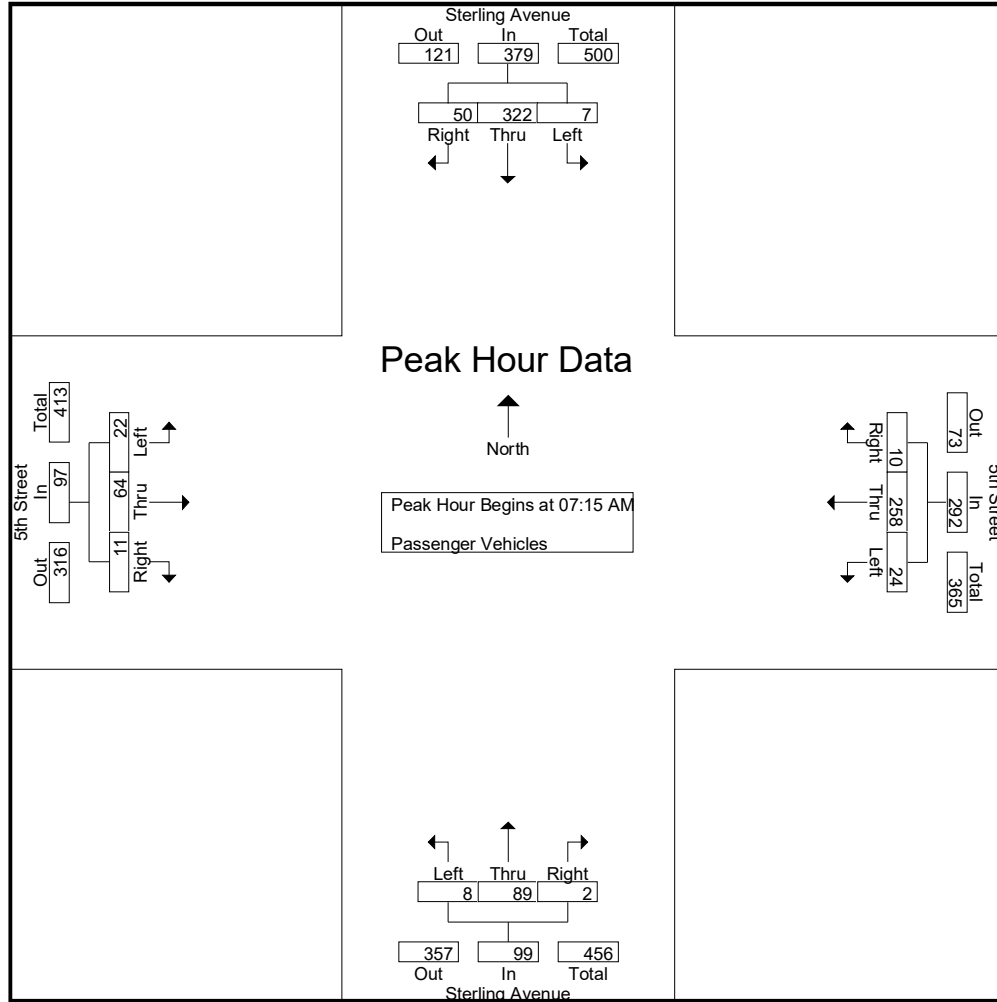 Sterling Avenue
Out In Total
121 379 500
50 322 7
Right Thru Left
Peak Hour Data
North
Peak Hour Begins at 07:15 AM
Passenger Vehicles
5th Street
Out In Total
316 97 413
Right Thru Left
11 64 22
5th Street
Out In Total
73 292 365
Right Thru Left
10 258 24
Left Thru Right
8 89 2
357 99 456
Out In Total
Sterling Avenue